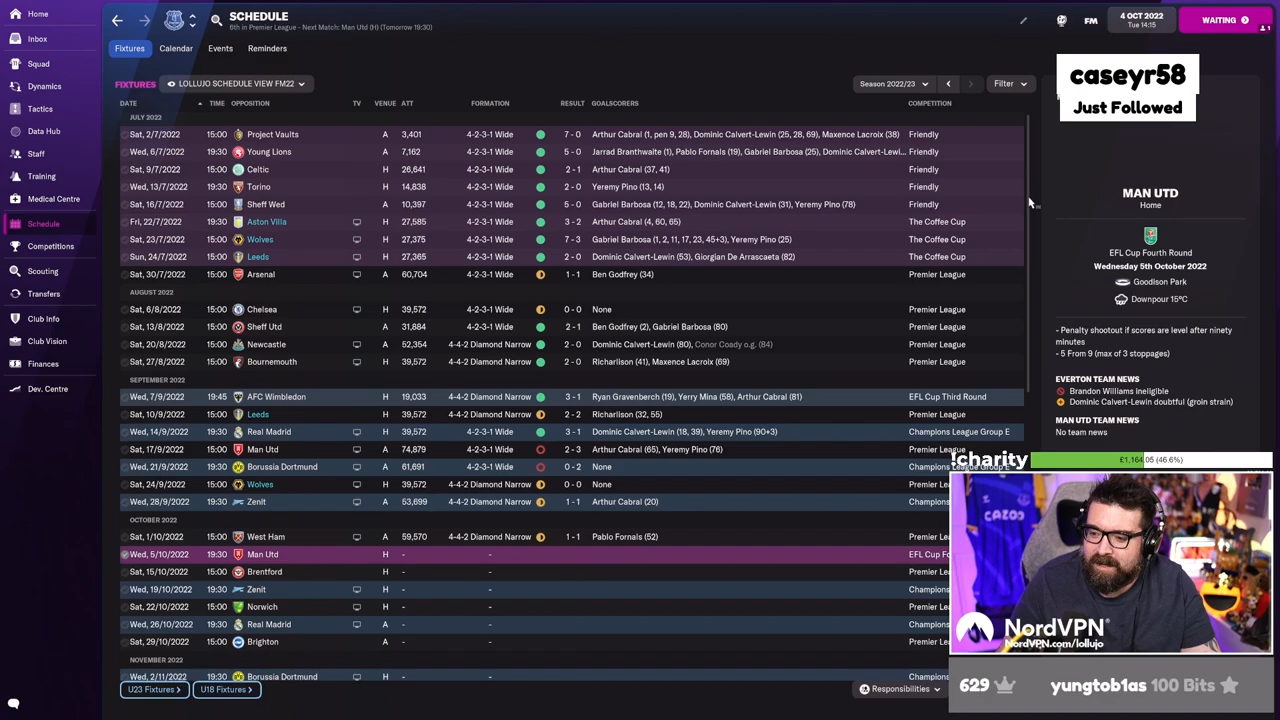 Home
SCHEDULE
6th in Premier League - Next Match: Man Utd (H) (Tomorrow 19:30)
FM
4 OCT 2022
Tue 14:15
WAITING
1
Inbox
Squad
Dynamics
Tactics
Data Hub
Staff
Training
Medical Centre
Schedule
Competitions
Scouting
Transfers
Club Info
Club Vision
Finances
Dev. Centre
Fixtures Calendar Events Reminders
FIXTURES LOLLUJO SCHEDULE VIEW FM22 Season 2022/23 Filter
DATE TIME OPPOSITION TV VENUE ATT FORMATION RESULT GOALSCORERS COMPETITION
JULY 2022
Sat, 2/7/2022 15:00 Project Vaults A 3,401 4-2-3-1 Wide 7 - 0 Arthur Cabral (1, pen 9, 28), Dominic Calvert-Lewin (25, 28, 69), Maxence Lacroix (38) Friendly
Wed, 6/7/2022 19:30 Young Lions A 7,162 4-2-3-1 Wide 5 - 0 Jarrad Branthwaite (1), Pablo Fornals (19), Gabriel Barbosa (25), Dominic Calvert-Lewi... Friendly
Sat, 9/7/2022 15:00 Celtic H 26,641 4-2-3-1 Wide 2 - 1 Arthur Cabral (37, 41) Friendly
Wed, 13/7/2022 19:30 Torino H 14,838 4-2-3-1 Wide 2 - 0 Yeremy Pino (13, 14) Friendly
Sat, 16/7/2022 15:00 Sheff Wed A 10,397 4-2-3-1 Wide 5 - 0 Gabriel Barbosa (12, 18, 22), Dominic Calvert-Lewin (31), Yeremy Pino (78) Friendly
Fri, 22/7/2022 19:30 Aston Villa H 27,585 4-2-3-1 Wide 3 - 2 Arthur Cabral (4, 60, 65) The Coffee Cup
Sat, 23/7/2022 15:00 Wolves H 27,375 4-2-3-1 Wide 7 - 3 Gabriel Barbosa (1, 2, 11, 17, 23, 45+3), Yeremy Pino (25) The Coffee Cup
Sun, 24/7/2022 15:00 Leeds H 27,365 4-2-3-1 Wide 2 - 0 Dominic Calvert-Lewin (53), Giorgian De Arrascaeta (82) The Coffee Cup
Sat, 30/7/2022 15:00 Arsenal A 60,704 4-2-3-1 Wide 1 - 1 Ben Godfrey (34) Premier League
AUGUST 2022
Sat, 6/8/2022 15:00 Chelsea H 39,572 4-2-3-1 Wide 0 - 0 None Premier League
Sat, 13/8/2022 15:00 Sheff Utd A 31,884 4-2-3-1 Wide 2 - 1 Ben Godfrey (2), Gabriel Barbosa (80) Premier League
Sat, 20/8/2022 15:00 Newcastle A 52,354 4-4-2 Diamond Narrow 2 - 0 Dominic Calvert-Lewin (80), Conor Coady o.g. (84) Premier League
Sat, 27/8/2022 15:00 Bournemouth H 39,572 4-4-2 Diamond Narrow 2 - 0 Richarlison (41), Maxence Lacroix (69) Premier League
SEPTEMBER 2022
Wed, 7/9/2022 19:45 AFC Wimbledon H 19,033 4-4-2 Diamond Narrow 3 - 1 Ryan Gravenberch (19), Yerry Mina (58), Arthur Cabral (81) EFL Cup Third Round
Sat, 10/9/2022 15:00 Leeds H 39,572 4-4-2 Diamond Narrow 2 - 2 Richarlison (32, 55) Premier League
Wed, 14/9/2022 19:30 Real Madrid H 39,572 4-4-2 Diamond Narrow 3 - 1 Dominic Calvert-Lewin (18, 39), Yeremy Pino (90+3) Champions League Group E
Sat, 17/9/2022 15:00 Man Utd A 74,879 4-4-2 Diamond Narrow 2 - 3 Arthur Cabral (65), Yeremy Pino (76) Premier League
Wed, 21/9/2022 19:30 Borussia Dortmund A 61,691 4-2-3-1 Wide 0 - 2 None Champions League Group E
Sat, 24/9/2022 15:00 Wolves H 39,572 4-4-2 Diamond Narrow 0 - 0 None Premier
Wed, 28/9/2022 19:30 Zenit A 53,699 4-4-2 Diamond Narrow 1 - 1 Arthur Cabral (20) Champions
OCTOBER 2022
Sat, 1/10/2022 15:00 West Ham A 59,570 4-4-2 Diamond Narrow 1 - 1 Pablo Fornals (52) Premier Lea
Wed, 5/10/2022 19:30 Man Utd H - - EFL Cup Fo
Sat, 15/10/2022 15:00 Brentford A - - Premier Lea
Wed, 19/10/2022 19:30 Zenit H - - Champions
Sat, 22/10/2022 15:00 Norwich H - - Premier Lea
Wed, 26/10/2022 19:30 Real Madrid A - - Champions
Sat, 29/10/2022 15:00 Brighton A - - Premier Lea
NOVEMBER 2022
Wed, 2/11/2022 19:30 Borussia Dortmund H - - Champions
U23 Fixtures U18 Fixtures Responsibilities
caseyr58
Just Followed
MAN UTD
Home
EFL Cup Fourth Round
Wednesday 5th October 2022
Goodison Park
Downpour 15°C
- Penalty shootout if scores are level after ninety
minutes
- 5 From 9 (max of 3 stoppages)
EVERTON TEAM NEWS
Brandon Williams ineligible
Dominic Calvert-Lewin doubtful (groin strain)
MAN UTD TEAM NEWS
No team news
!charity £1,164.05 (46.6%)
CAZOO
NordVPN®
NordVPN.com/lollujo
629 yungtob1as 100 Bits